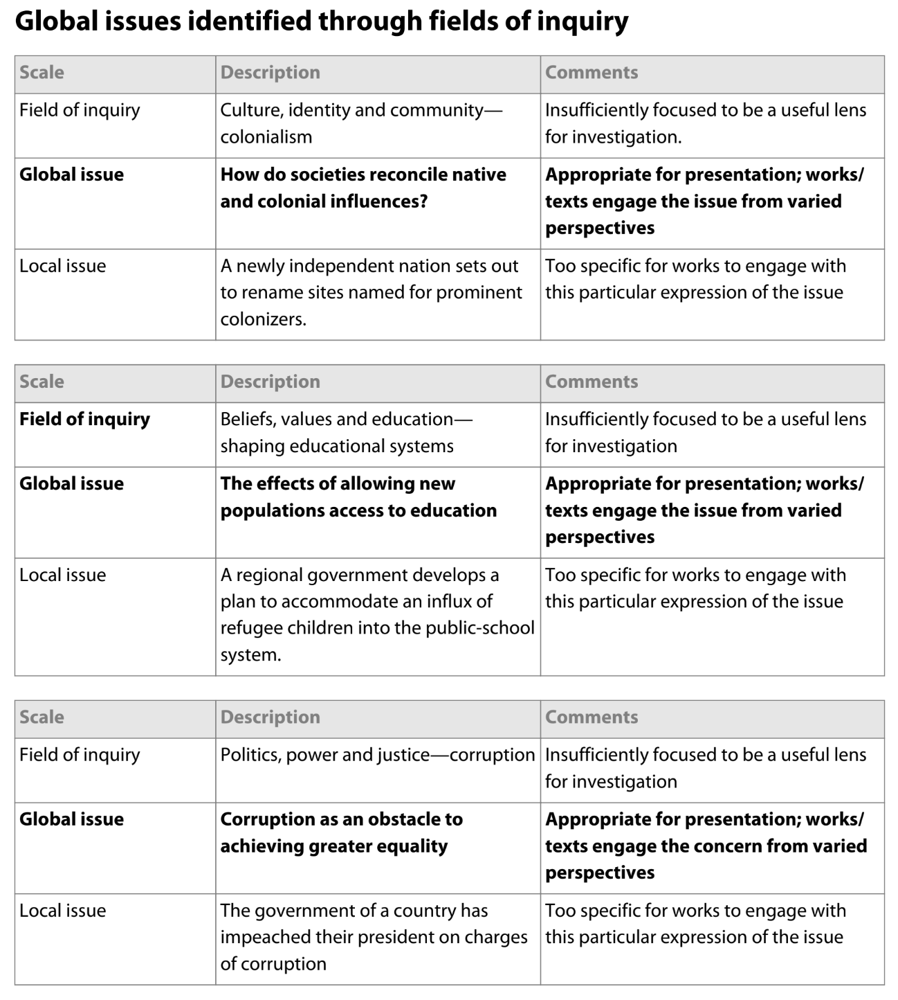 Global issues identified through fields of inquiry
Scale Description Comments
Field of inquiry Culture, identity and community— Insufficiently focused to be a useful lens
colonialism for investigation.
Global issue How do societies reconcile native Appropriate for presentation; works/
and colonial influences? texts engage the issue from varied
perspectives
Local issue A newly independent nation sets out Too specific for works to engage with
to rename sites named for prominent this particular expression of the issue
colonizers.
Scale Description Comments
Field of inquiry Beliefs, values and education— Insufficiently focused to be a useful lens
shaping educational systems for investigation
Global issue The effects of allowing new Appropriate for presentation; works/
populations access to education texts engage the issue from varied
perspectives
Local issue A regional government develops a Too specific for works to engage with
plan to accommodate an influx of this particular expression of the issue
refugee children into the public-school
system.
Scale Description Comments
Field of inquiry Politics, power and justice—corruption Insufficiently focused to be a useful lens
for investigation
Global issue Corruption as an obstacle to Appropriate for presentation; works/
achieving greater equality texts engage the concern from varied
perspectives
Local issue The government of a country has Too specific for works to engage with
impeached their president on charges this particular expression of the issue
of corruption